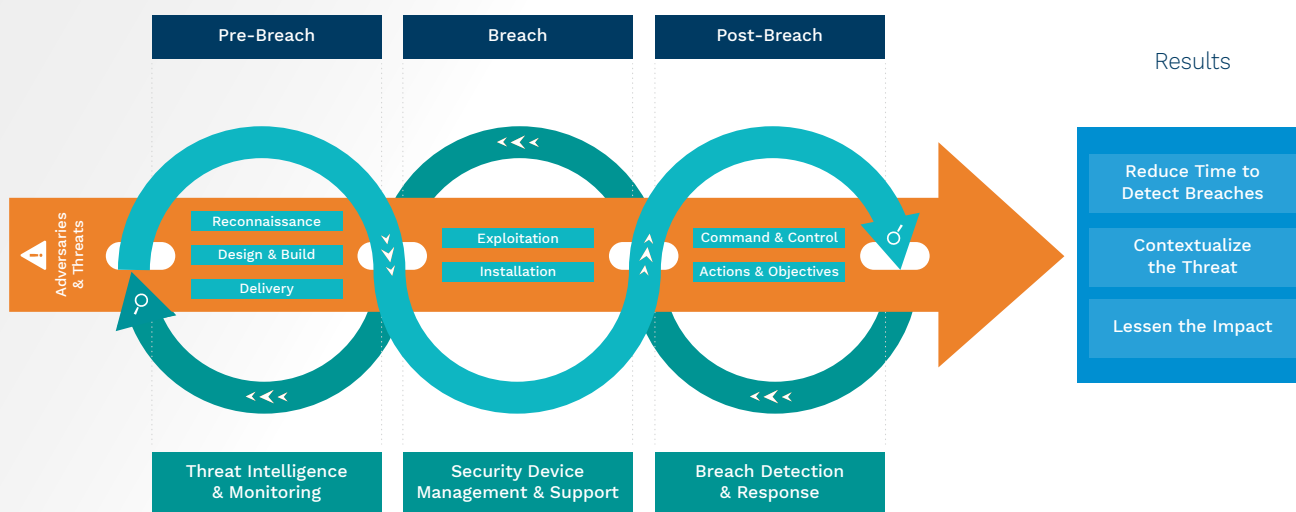 Pre-Breach
Breach
Post-Breach
Results
Adversaries
& Threats
Reconnaissance
Design & Build
Delivery
Exploitation
Installation
Command & Control
Actions & Objectives
Reduce Time to
Detect Breaches
Contextualize
the Threat
Lessen the Impact
Threat Intelligence
& Monitoring
Security Device
Management & Support
Breach Detection
& Response